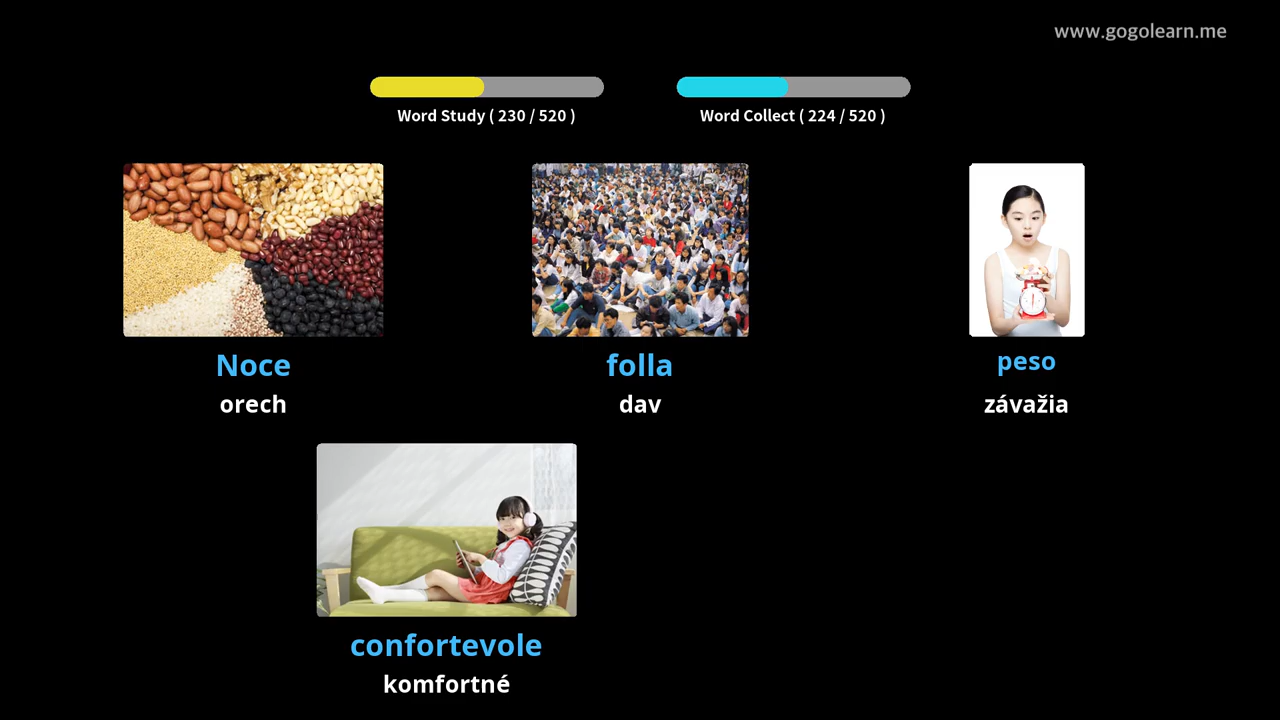 www.gogolearn.me
Word Study ( 230 / 520 )
Word Collect ( 224 / 520 )
Noce
orech
folla
dav
peso
závažia
confortevole
komfortné